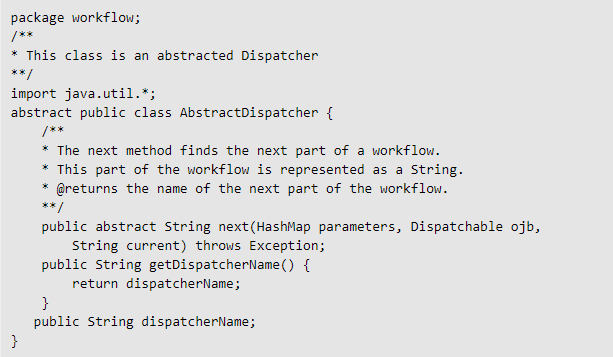 package workflow;
/**
* This class is an abstracted Dispatcher
**/
import java.util.*;
abstract public class AbstractDispatcher {
    /**
    * The next method finds the next part of a workflow.
    * This part of the workflow is represented as a String.
    * @returns the name of the next part of the workflow.
    **/
    public abstract String next(HashMap parameters, Dispatchable ojb,
        String current) throws Exception;
    public String getDispatcherName() {
        return dispatcherName;
    }
   public String dispatcherName;
}